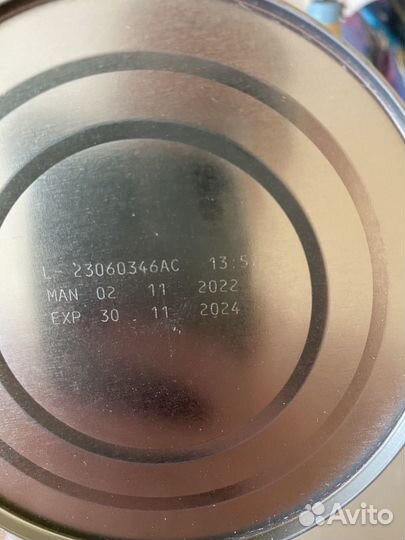 L- 23060346AC 13:5
MAN 02 11 2022
EXP 30 . 11 2024
Avito